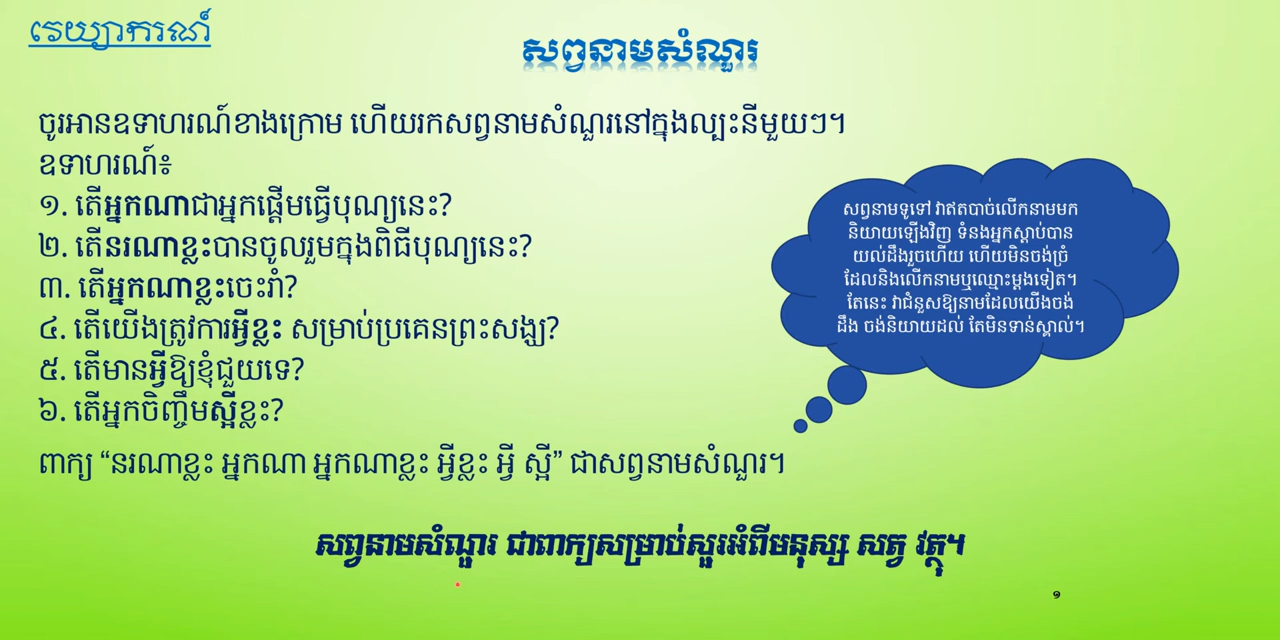 វេយ្យាករណ៍
សព្វនាមសំណួរ
ចូរអានឧទាហរណ៍ខាងក្រោម ហើយរកសព្វនាមសំណួរនៅក្នុងល្បះនីមួយៗ។
ឧទាហរណ៍៖
១. តើអ្នកណាជាអ្នកផ្ដើមធ្វើបុណ្យនេះ?
២. តើនរណាខ្លះបានចូលរួមក្នុងពិធីបុណ្យនេះ?
៣. តើអ្នកណាខ្លះចេះរាំ?
៤. តើយើងត្រូវការអ្វីខ្លះ សម្រាប់ប្រគេនព្រះសង្ឃ?
៥. តើមានអ្វីឱ្យខ្ញុំជួយទេ?
៦. តើអ្នកចិញ្ចឹមស្អីខ្លះ?
ពាក្យ “នរណាខ្លះ អ្នកណា អ្នកណាខ្លះ អ្វីខ្លះ អ្វី ស្អី” ជាសព្វនាមសំណួរ។
សព្វនាមទូទៅ វាឥតបាច់លើកនាមមក
និយាយឡើងវិញ ទំនងអ្នកស្ដាប់បាន
យល់ដឹងរួចហើយ ហើយមិនចង់ច្រំ
ដែលនិងលើកនាមឬឈ្មោះម្ដងទៀត។
តែនេះ វាជំនួសឱ្យនាមដែលយើងចង់
ដឹង ចង់និយាយដល់ តែមិនទាន់ស្គាល់។
សព្វនាមសំណួរ ជាពាក្យសម្រាប់សួរអំពីមនុស្ស សត្វ វត្ថុ។
១